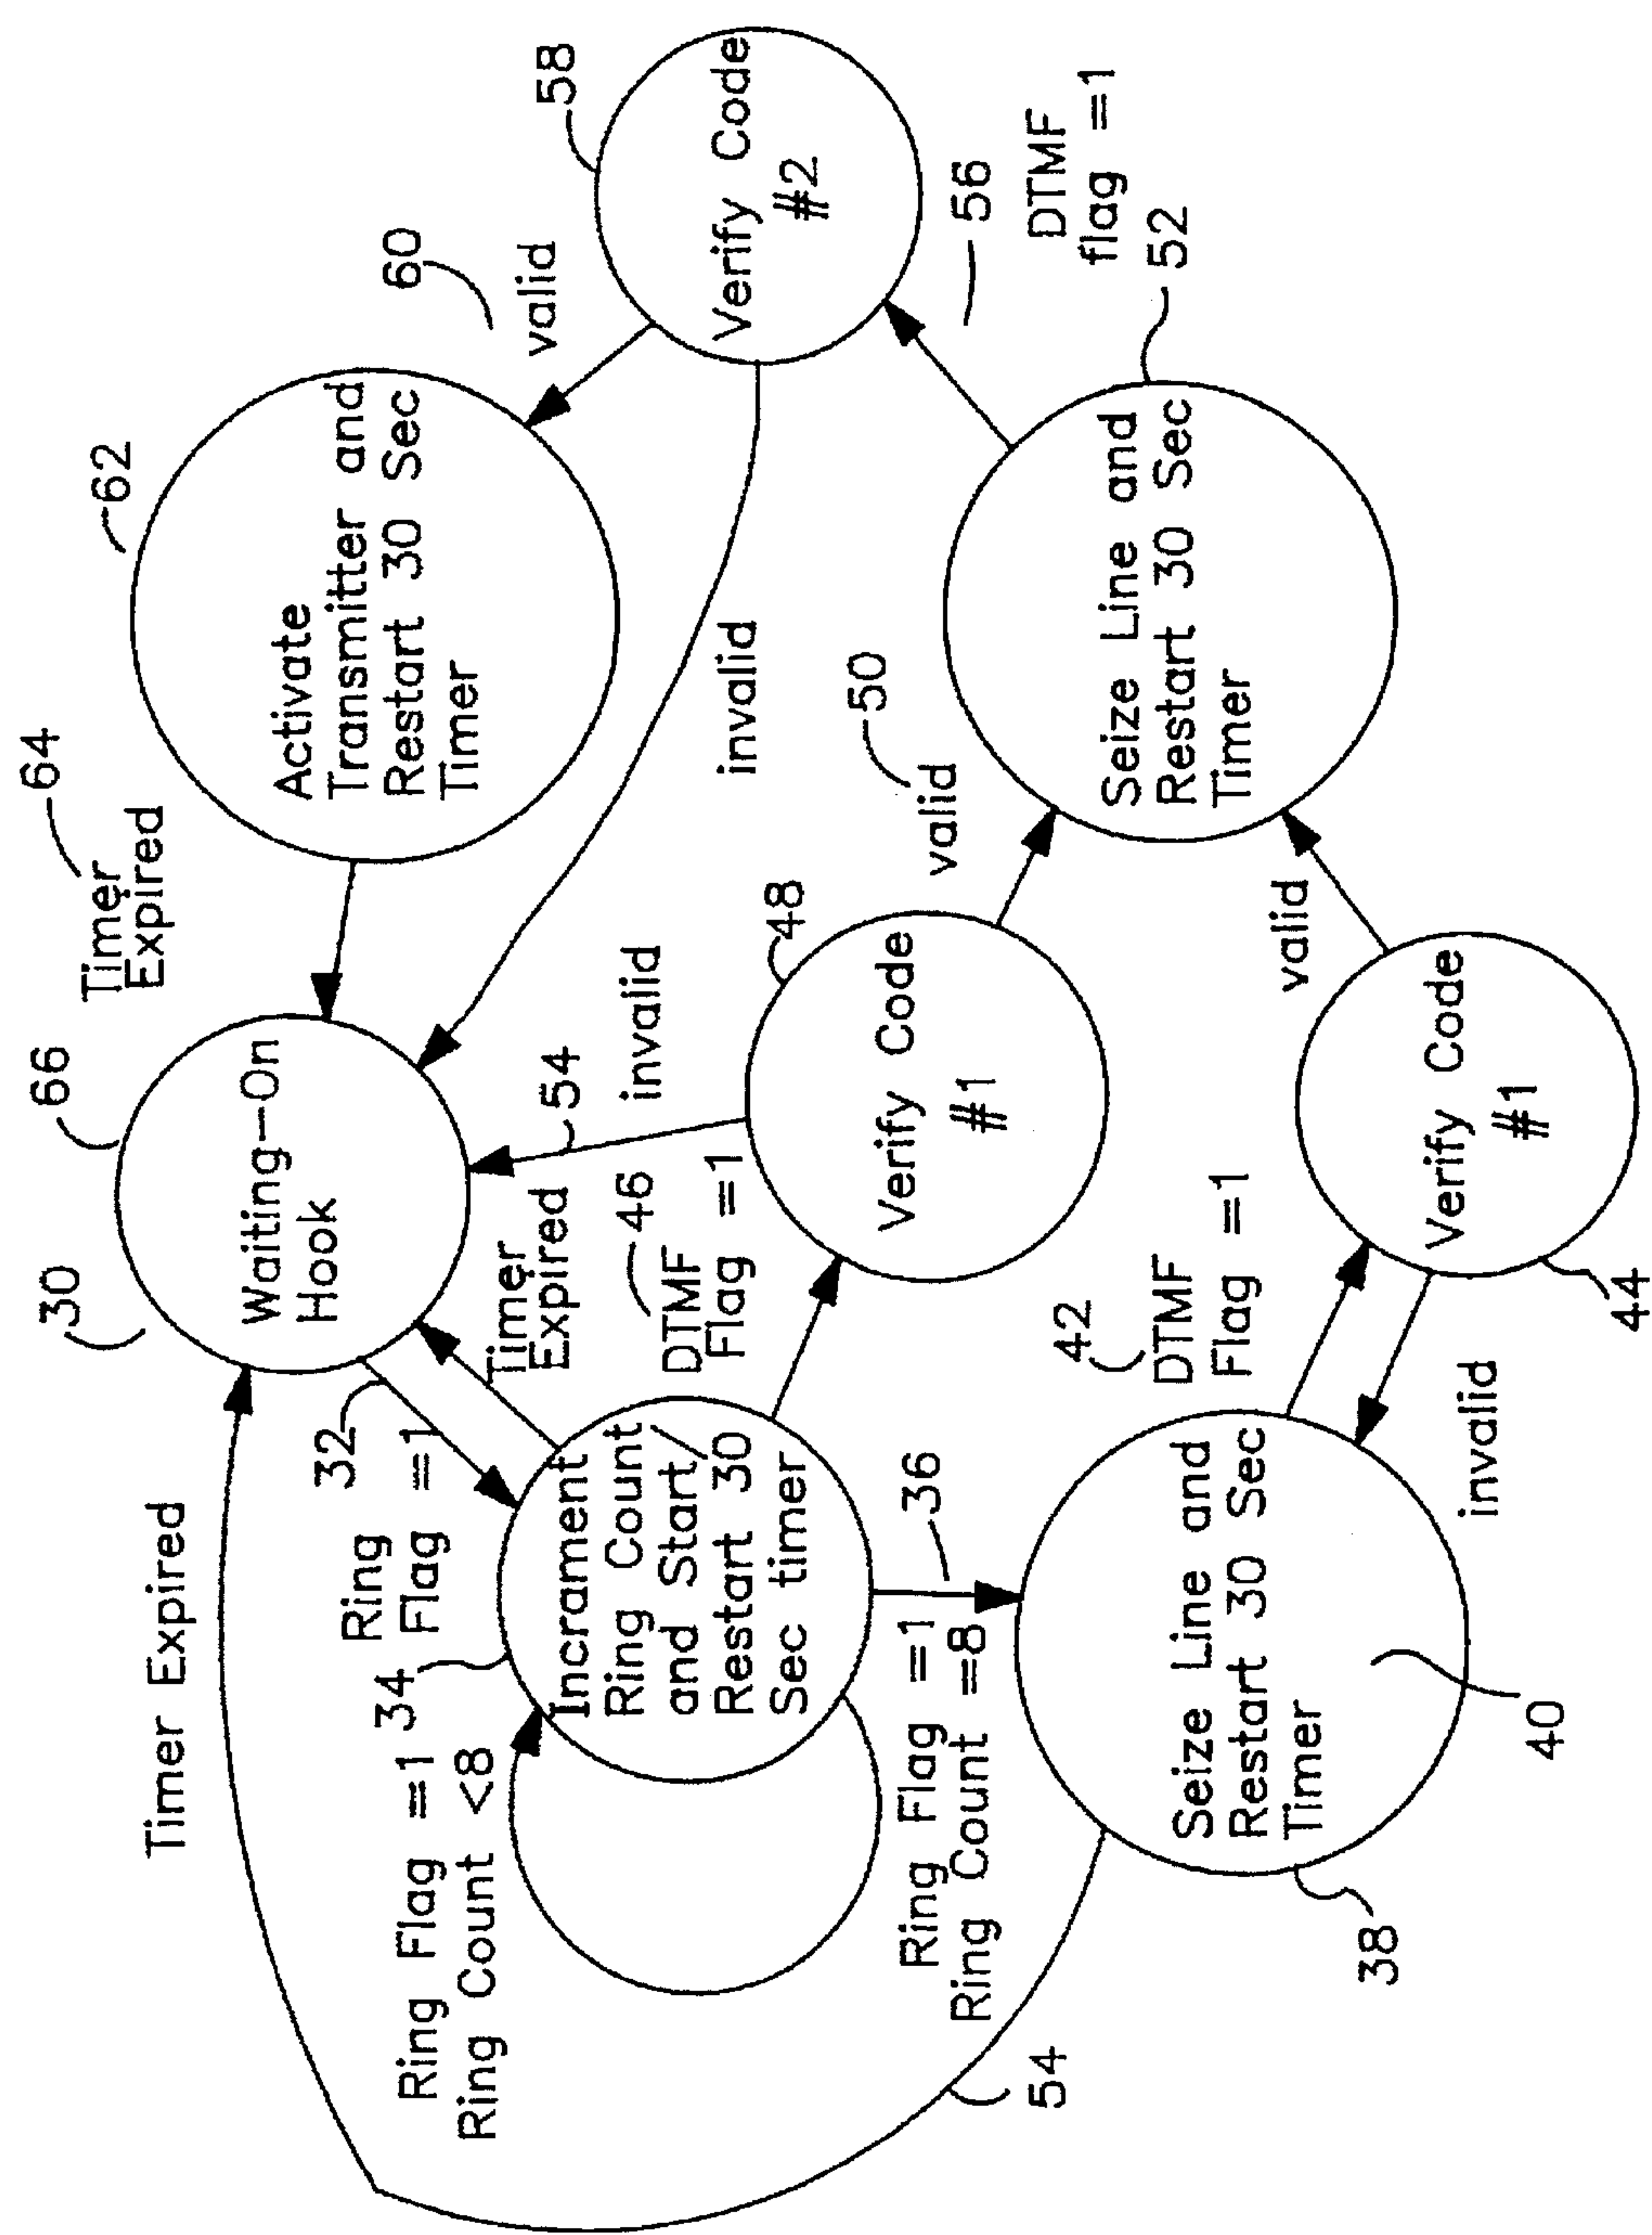 Timer Expired
30
66
Waiting-On
Hook
64
Timer
Expired
62
Activate
Transmitter and
Restart 30 Sec
Timer
60
valid
58
Verify Code
#2
Ring Flag =1
Ring Count <8
34
Ring
Flag =1
32
Timer
Expired
54
invalid
invalid
Incrament
Ring Count
and Start/
Restart 30
Sec timer
46
DTMF
Flag =1
48
Verify Code
#1
50
valid
56
DTMF
flag =1
52
Seize Line and
Restart 30 Sec
Timer
Ring Flag =1
Ring Count =8
36
54
42
DTMF
Flag =1
valid
Seize Line and
Restart 30 Sec
Timer
38
40
invalid
Verify Code
#1
44